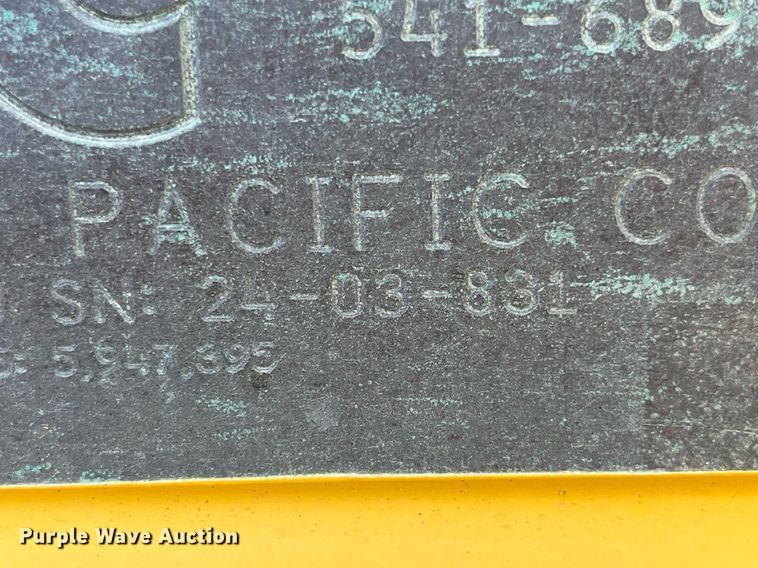 541-689
PACIFIC CO
SN: 24-03-831
5,947,395
Purple Wave Auction